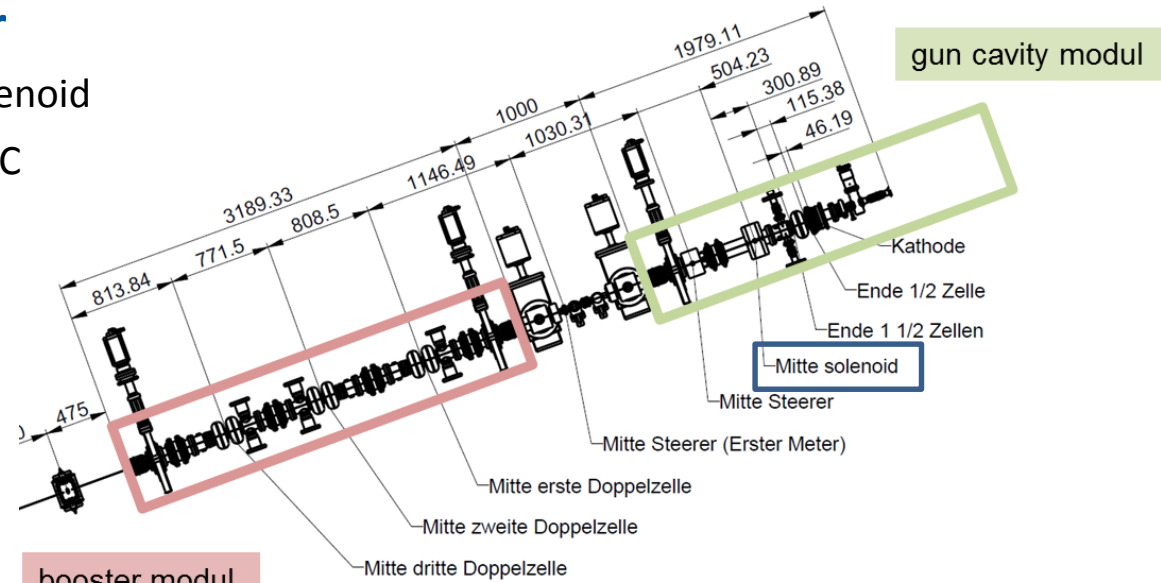 r
enoid
C
1979.11
gun cavity modul
504.23
1000
300.89
1030.31
115.38
46.19
1146.49
3189.33
808.5
771.5
813.84
475
Kathode
Ende 1/2 Zelle
Ende 1 1/2 Zellen
Mitte solenoid
Mitte Steerer
Mitte Steerer (Erster Meter)
Mitte erste Doppelzelle
Mitte zweite Doppelzelle
Mitte dritte Doppelzelle
booster modul